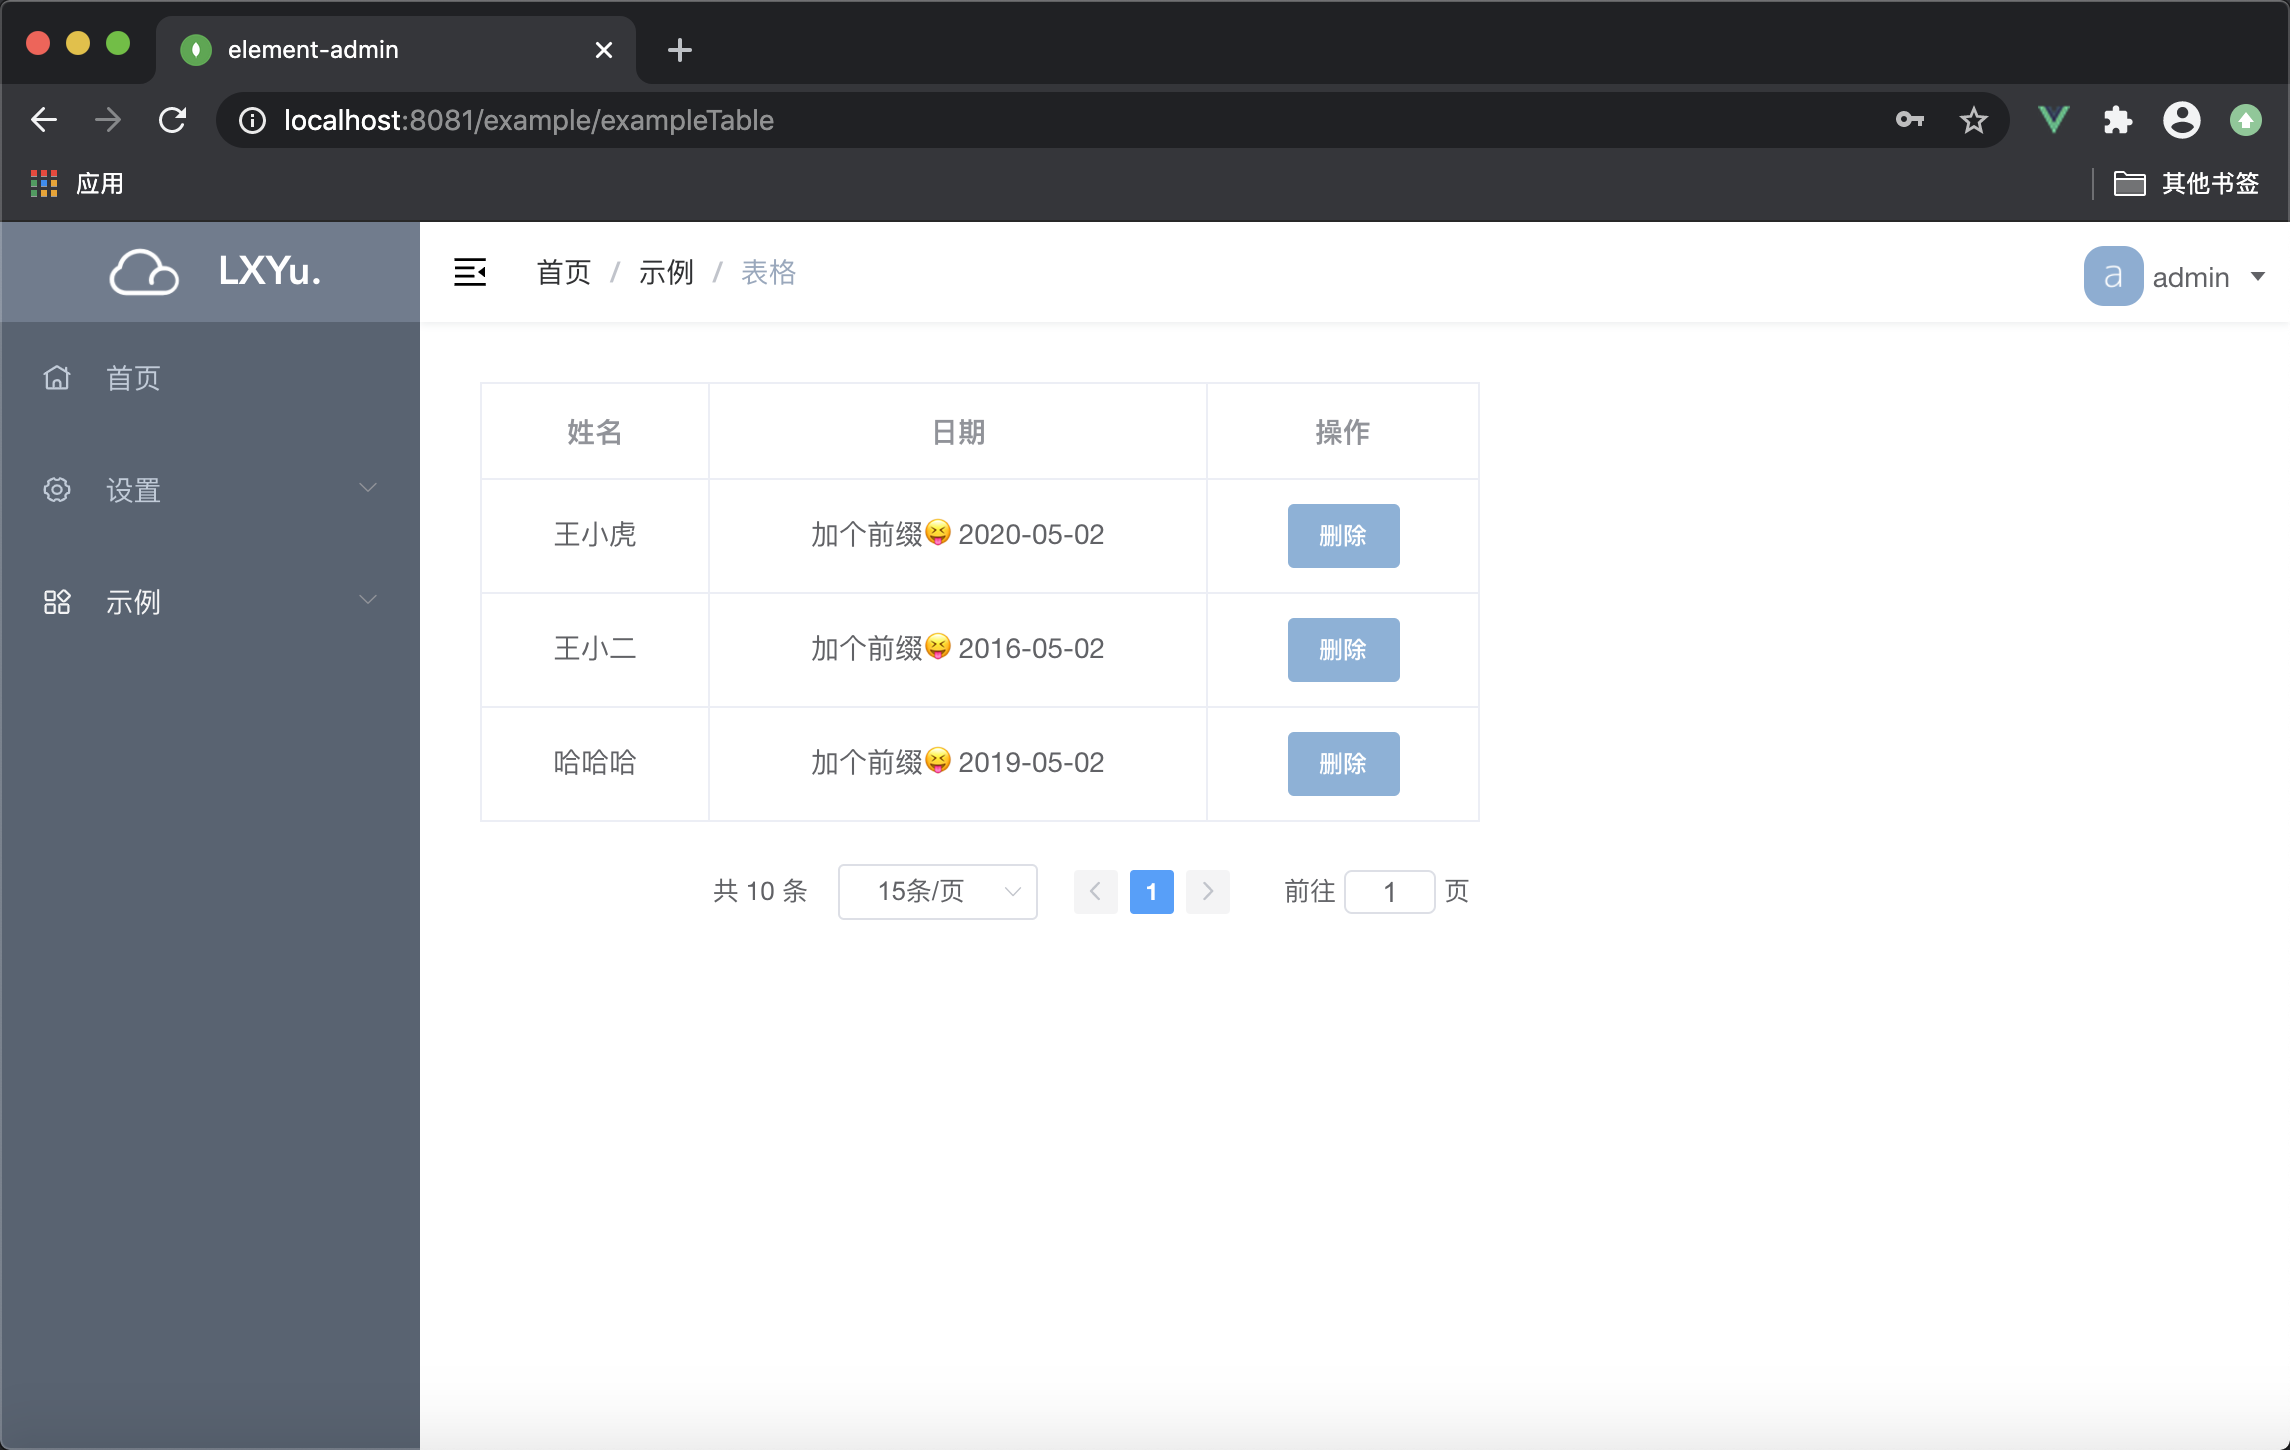 element-admin
localhost:8081/example/exampleTable
应用
其他书签
LXYu.
首页 / 示例 / 表格
a admin
首页
设置
示例
姓名 日期 操作
王小虎 加个前缀😝 2020-05-02 删除
王小二 加个前缀😝 2016-05-02 删除
哈哈哈 加个前缀😝 2019-05-02 删除
共 10 条 15条/页 1 前往 1 页